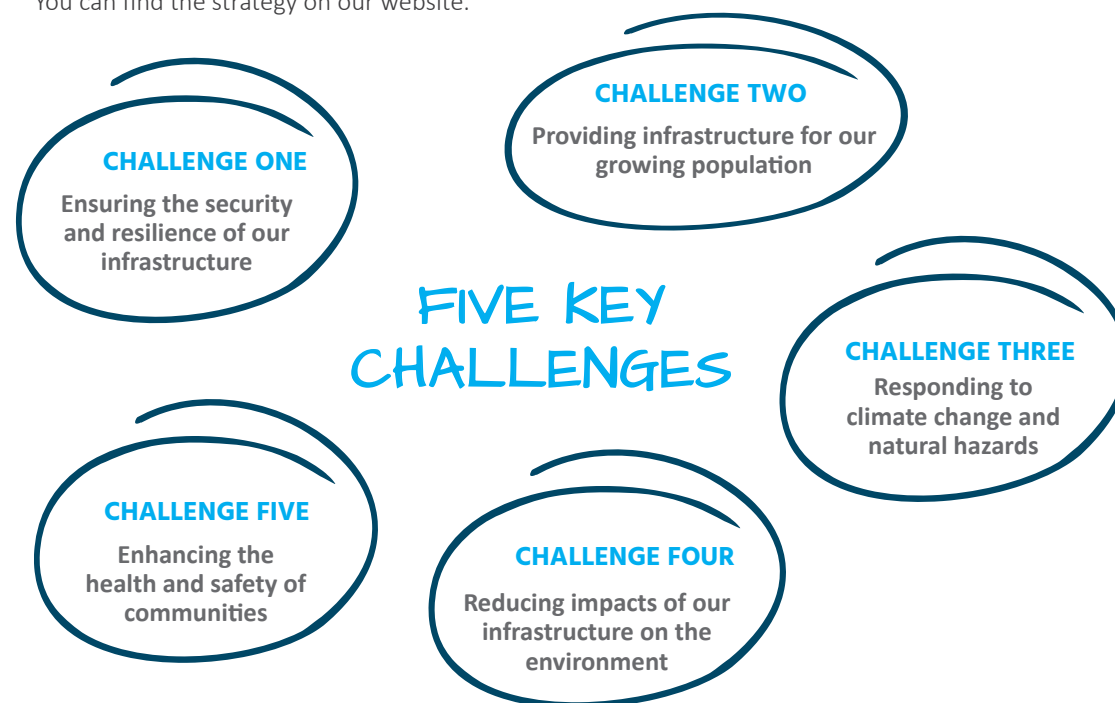 You can find the strategy on our website.
CHALLENGE ONE
Ensuring the security
and resilience of our
infrastructure
CHALLENGE TWO
Providing infrastructure for our
growing population
FIVE KEY
CHALLENGES
CHALLENGE THREE
Responding to
climate change and
natural hazards
CHALLENGE FOUR
Reducing impacts of our
infrastructure on the
environment
CHALLENGE FIVE
Enhancing the
health and safety of
communities